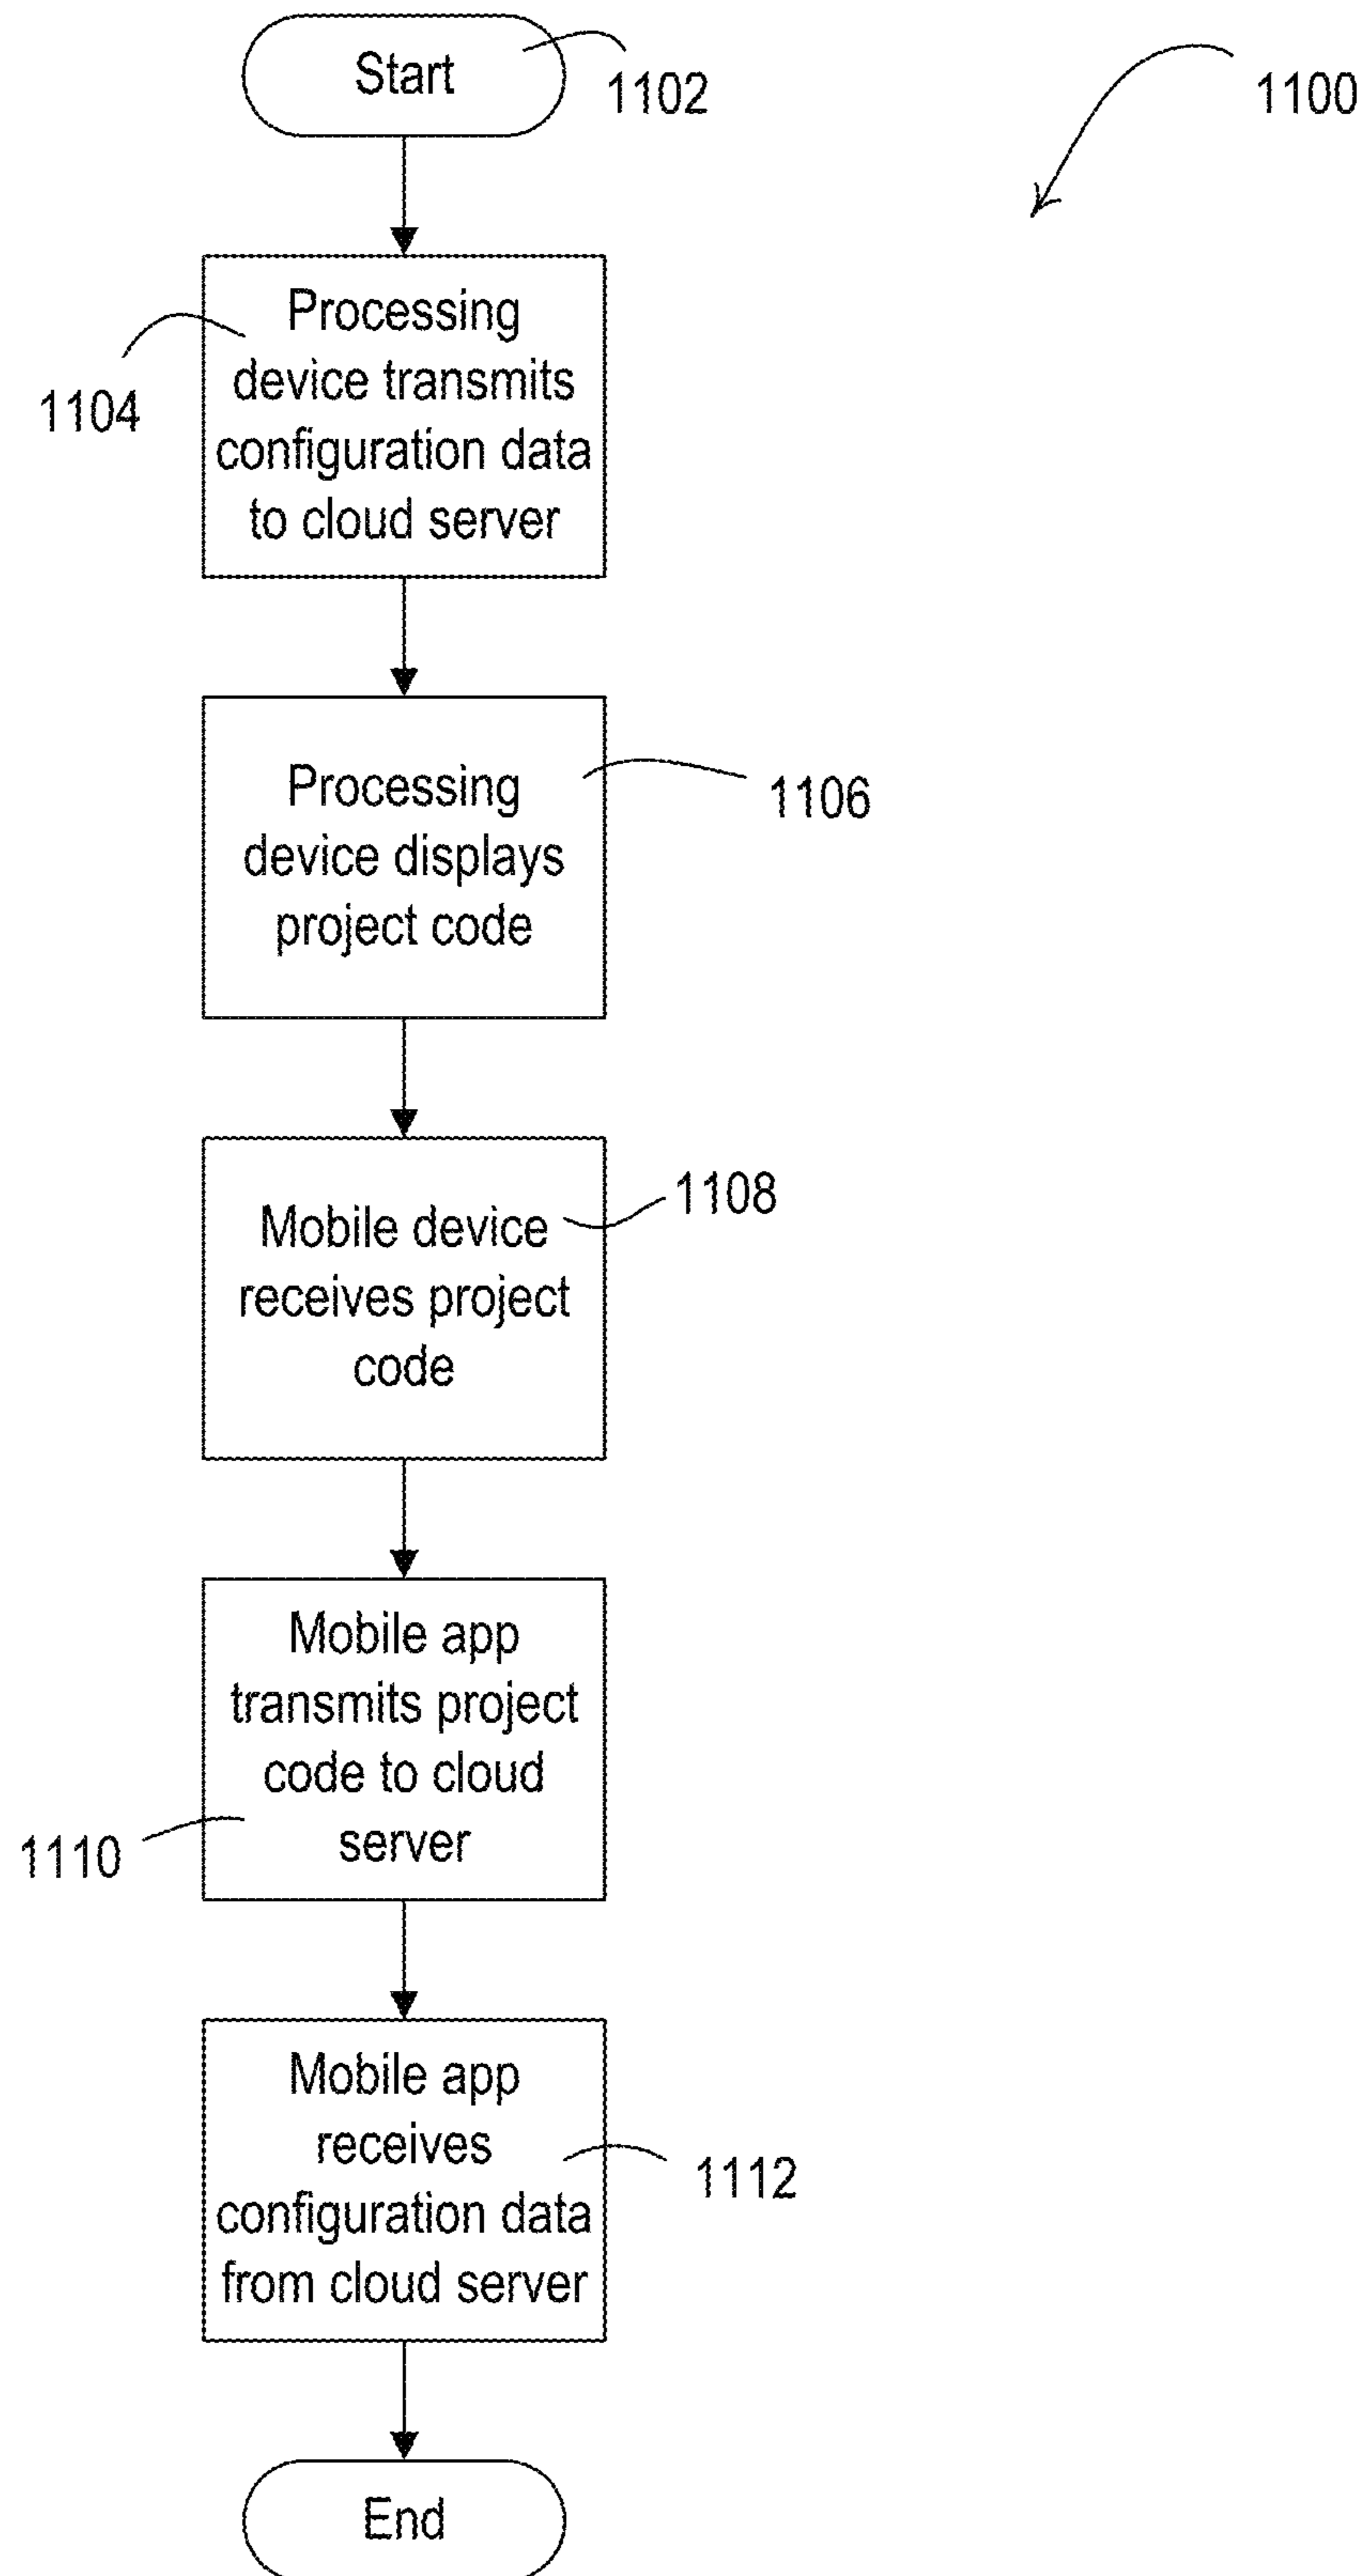 Start
1102
1100
Processing
device transmits
configuration data
to cloud server
1104
Processing
device displays
project code
1106
Mobile device
receives project
code
1108
Mobile app
transmits project
code to cloud
server
1110
Mobile app
receives
configuration data
from cloud server
1112
End